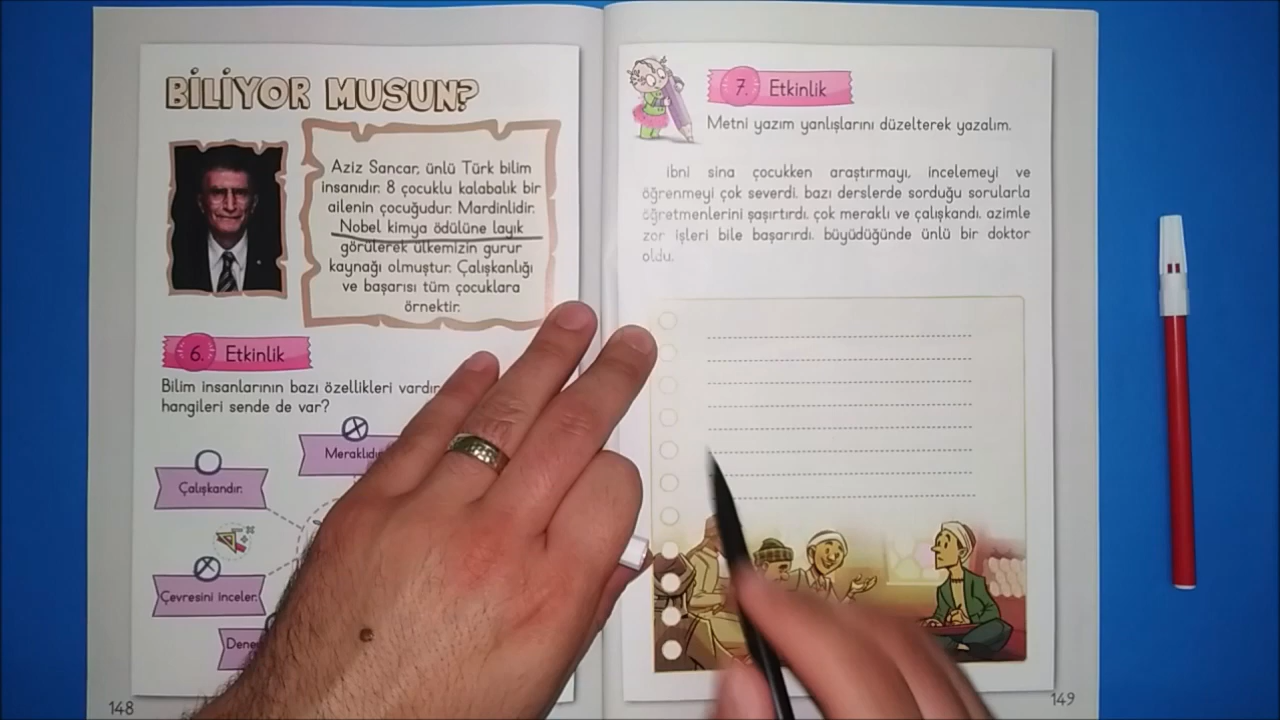 BİLİYOR MUSUN?
Aziz Sancar, ünlü Türk bilim
insanıdır. 8 çocuklu kalabalık bir
ailenin çocuğudur. Mardinlidir.
Nobel kimya ödülüne layık
görülerek ülkemizin gurur
kaynağı olmuştur. Çalışkanlığı
ve başarısı tüm çocuklara
örnektir.
6. Etkinlik
Bilim insanlarının bazı özellikleri
hangileri sende de var?
Çalışkandır.
Çevresini inceler.
148
7. Etkinlik
Metni yazım yanlışlarını düzelterek yazalım.
ibni sina çocukken araştırmayı, incelemeyi ve
öğrenmeyi çok severdi. bazı derslerde sorduğu sorularla
öğretmenlerini şaşırtırdı. çok meraklı ve çalışkandı. azimle
zor işleri bile başarırdı. büyüdüğünde ünlü bir doktor
oldu.
149